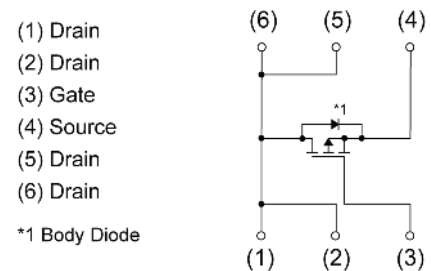 (1) Drain
(2) Drain
(3) Gate
(4) Source
(5) Drain
(6) Drain
*1 Body Diode
(6) (5) (4)
*1
(1) (2) (3)